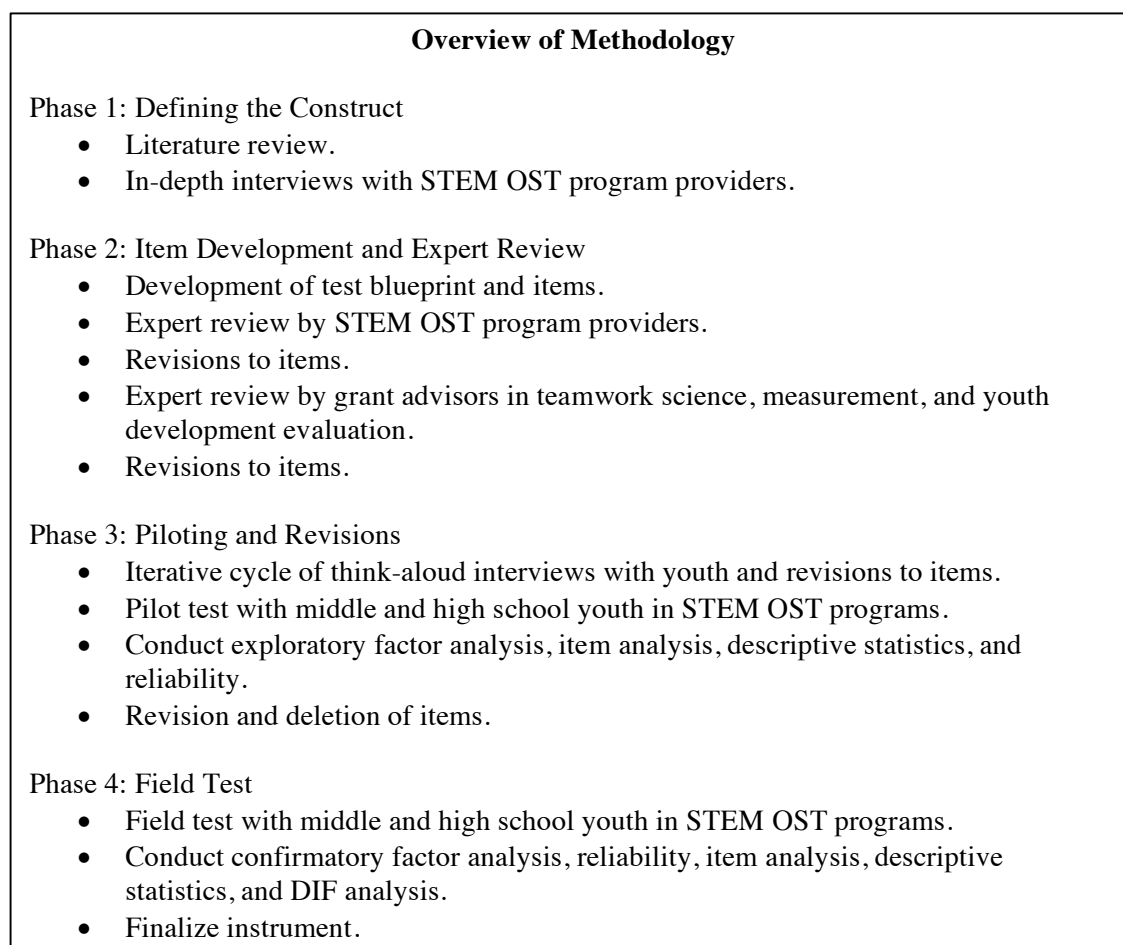 Overview of Methodology
Phase 1: Defining the Construct
• Literature review.
• In-depth interviews with STEM OST program providers.
Phase 2: Item Development and Expert Review
• Development of test blueprint and items.
• Expert review by STEM OST program providers.
• Revisions to items.
• Expert review by grant advisors in teamwork science, measurement, and youth
development evaluation.
• Revisions to items.
Phase 3: Piloting and Revisions
• Iterative cycle of think-aloud interviews with youth and revisions to items.
• Pilot test with middle and high school youth in STEM OST programs.
• Conduct exploratory factor analysis, item analysis, descriptive statistics, and
reliability.
• Revision and deletion of items.
Phase 4: Field Test
• Field test with middle and high school youth in STEM OST programs.
• Conduct confirmatory factor analysis, reliability, item analysis, descriptive
statistics, and DIF analysis.
• Finalize instrument.